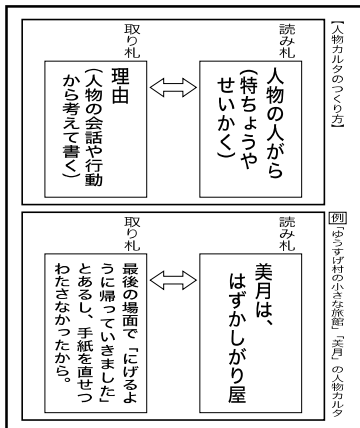 【人物カルタのつくり方】
読み札
人物の人がら
(特ちょうや
せいかく)
取り札
理由
(人物の会話や行動
から考えて書く)
例「ゆうすげ村の小さな旅館」「美月」の人物カルタ
読み札
美月は、
はずかしがり屋
取り札
最後の場面で「にげるよ
うに帰っていきました」
とあるし、手紙を直せつ
わたさなかったから。